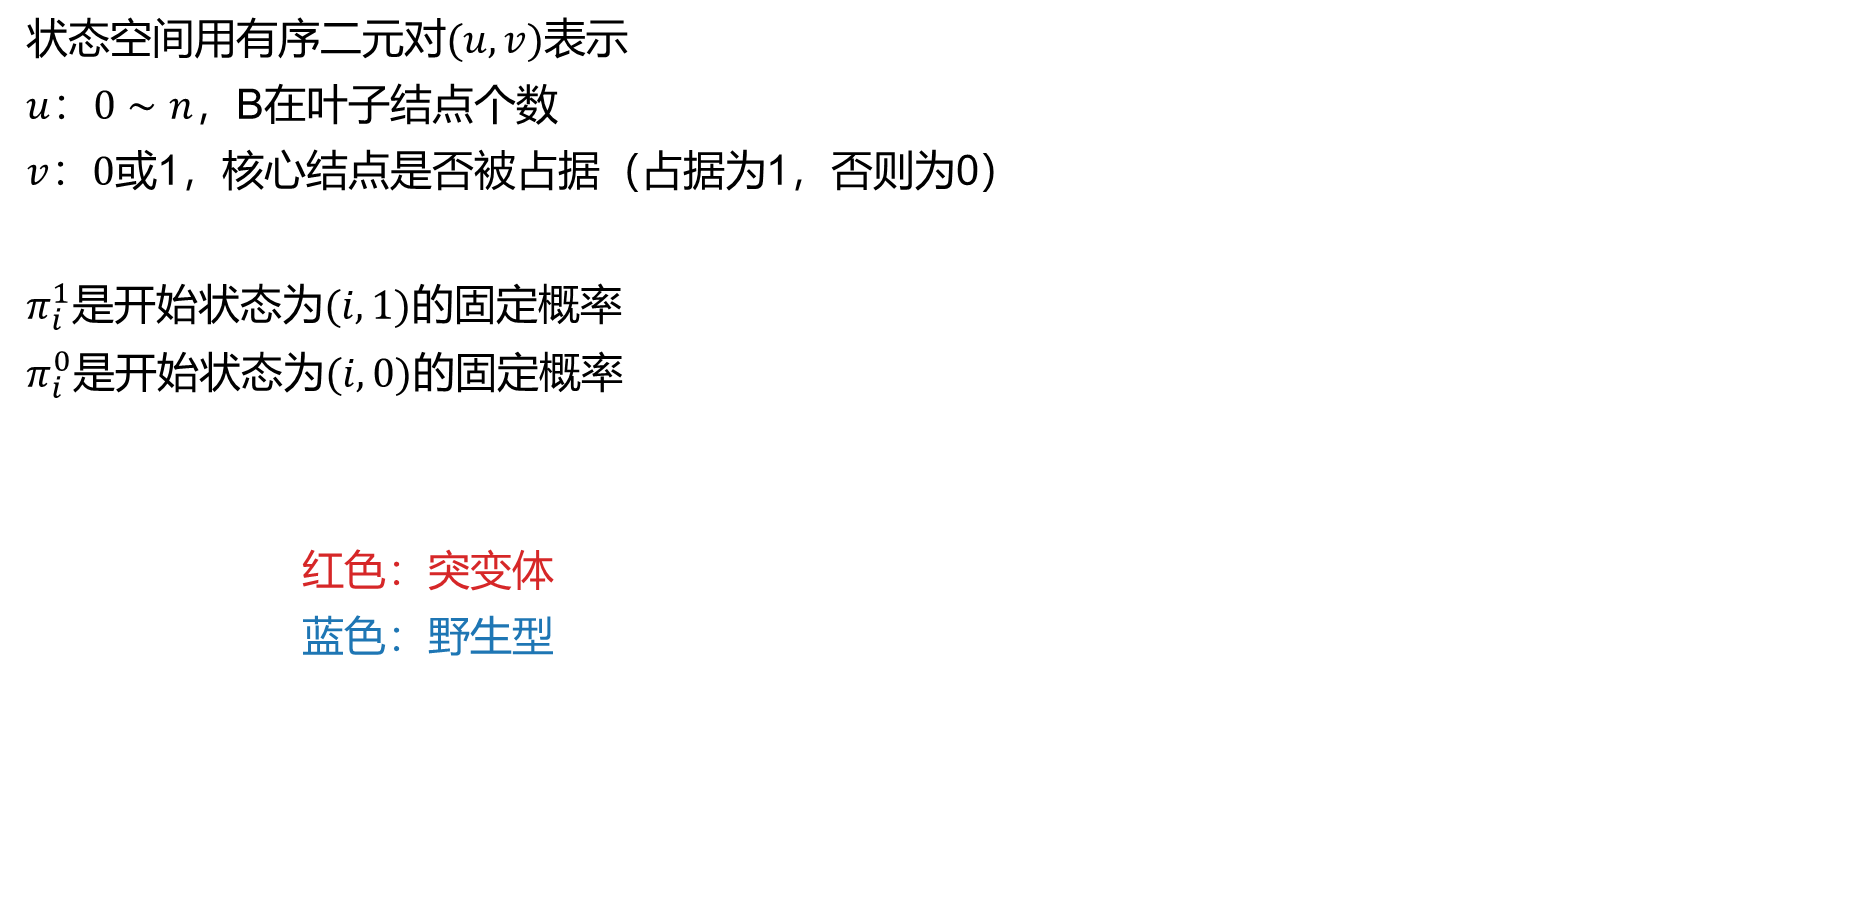 状态空间用有序二元对(u, v)表示
u：0 ~ n，B在叶子结点个数
v：0或1，核心结点是否被占据（占据为1，否则为0）
π_i^1是开始状态为(i, 1)的固定概率
π_i^0是开始状态为(i, 0)的固定概率
红色：突变体
蓝色：野生型